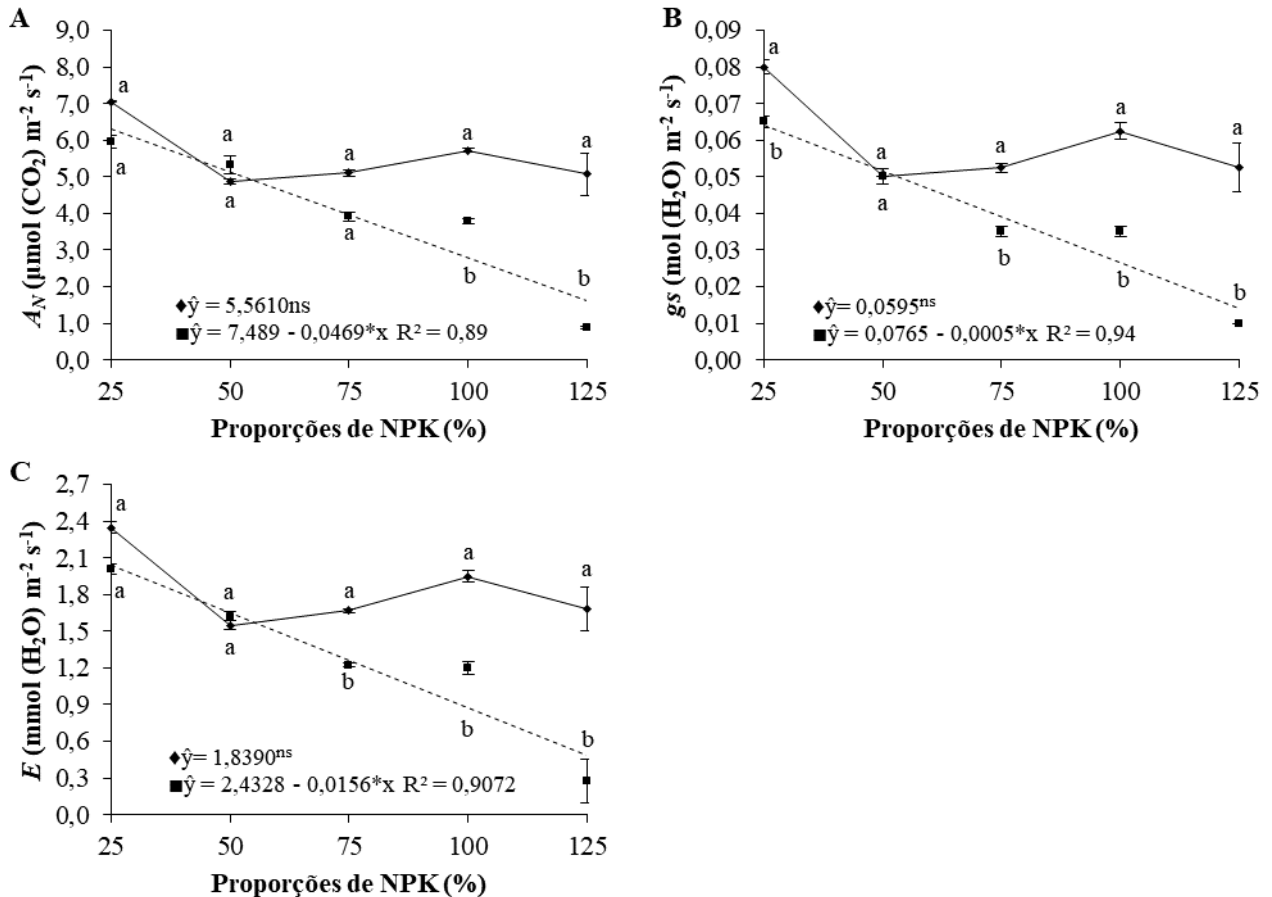 A
A_N (µmol (CO₂) m⁻² s⁻¹)
9,0
8,0
7,0
6,0
5,0
4,0
3,0
2,0
1,0
0,0
a
a
a
a
a
a
a
a
b
b
♦ŷ = 5,5610ns
■ŷ = 7,489 - 0,0469*x R² = 0,89
25 50 75 100 125
Proporções de NPK (%)
B
gs (mol (H₂O) m⁻² s⁻¹)
0,09
0,08
0,07
0,06
0,05
0,04
0,03
0,02
0,01
0,00
a
b
a
a
a
b
a
b
a
b
♦ŷ= 0,0595ⁿˢ
■ŷ = 0,0765 - 0,0005*x R² = 0,94
25 50 75 100 125
Proporções de NPK (%)
C
E (mmol (H₂O) m⁻² s⁻¹)
2,7
2,4
2,1
1,8
1,5
1,2
0,9
0,6
0,3
0,0
a
a
a
a
a
b
a
b
a
b
♦ŷ= 1,8390ⁿˢ
■ŷ = 2,4328 - 0,0156*x R² = 0,9072
25 50 75 100 125
Proporções de NPK (%)